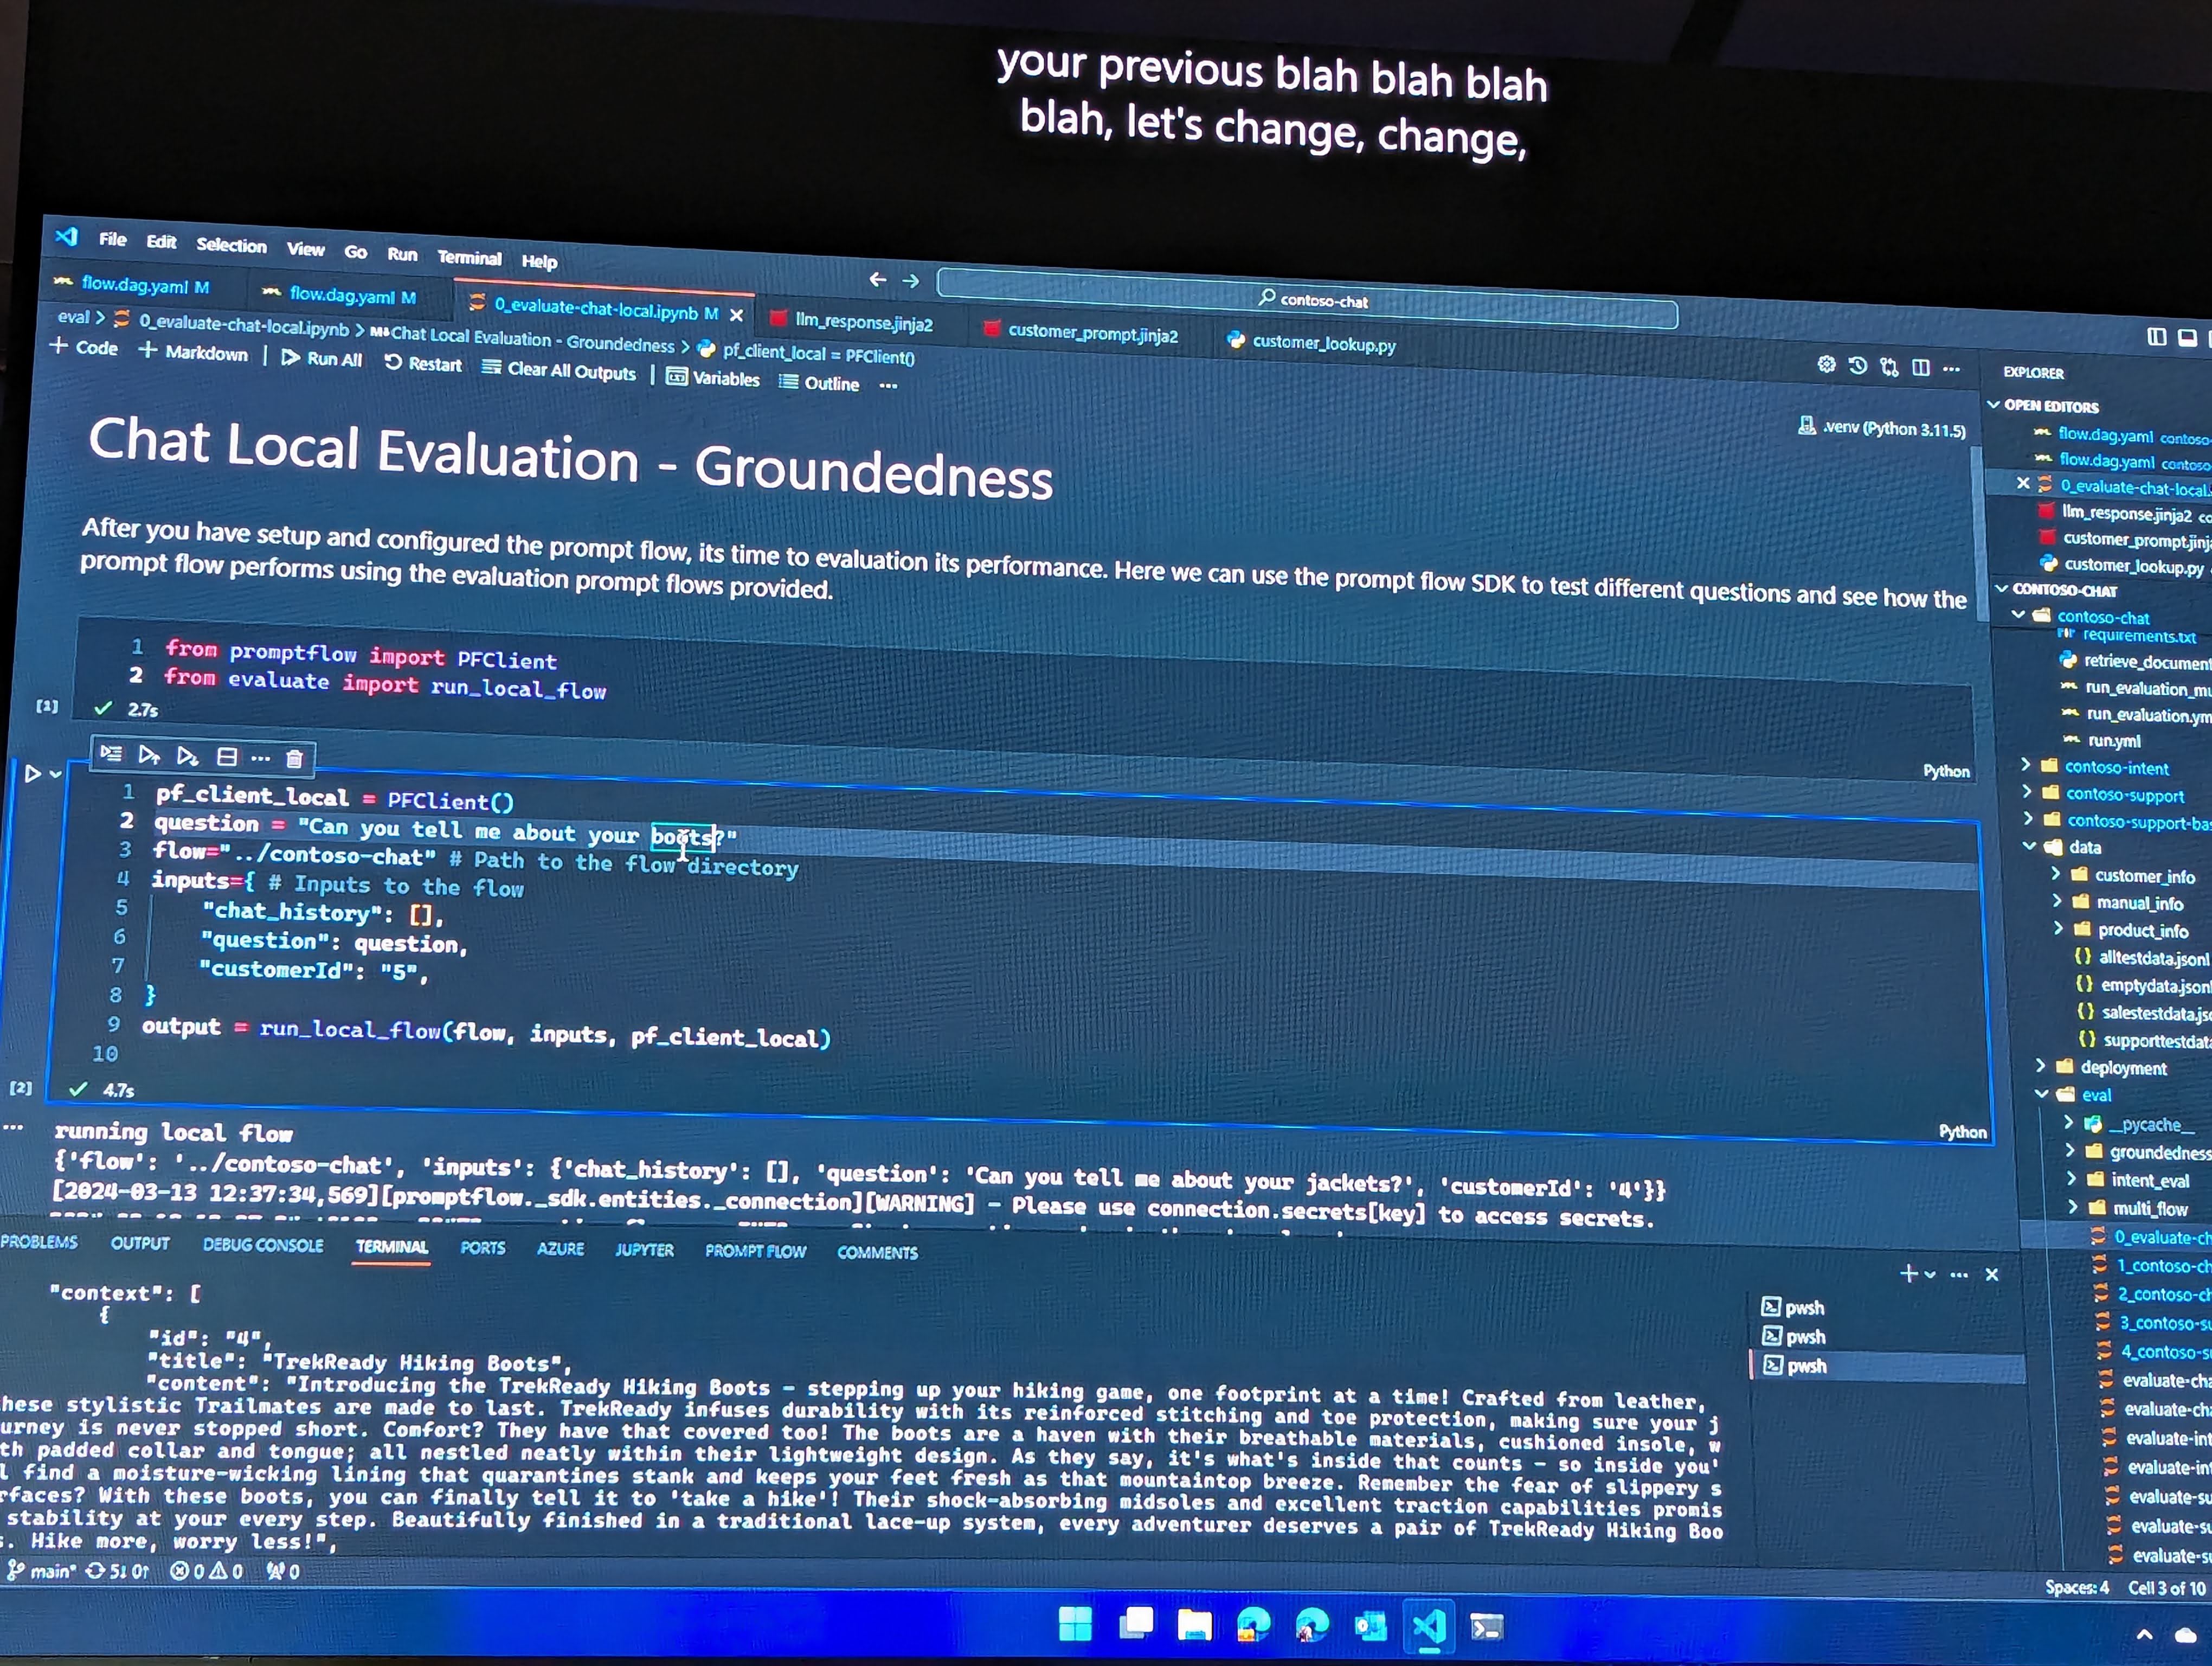 your previous blah blah blah
blah, let's change, change,
File Edit Selection View Go Run Terminal Help
contoso-chat
flow.dag.yaml M
flow.dag.yaml M
0_evaluate-chat-local.ipynb M
llm_response.jinja2
customer_prompt.jinja2
customer_lookup.py
eval > 0_evaluate-chat-local.ipynb > M↓ Chat Local Evaluation - Groundedness > pf_client_local = PFClient()
+ Code + Markdown | Run All Restart Clear All Outputs | Variables Outline ...
.venv (Python 3.11.5)
Chat Local Evaluation - Groundedness
After you have setup and configured the prompt flow, its time to evaluation its performance. Here we can use the prompt flow SDK to test different questions and see how the
prompt flow performs using the evaluation prompt flows provided.
1 from promptflow import PFClient
2 from evaluate import run_local_flow
[1] 2.7s
Python
1 pf_client_local = PFClient()
2 question = "Can you tell me about your boots?"
3 flow="../contoso-chat" # Path to the flow directory
4 inputs={ # Inputs to the flow
5 "chat_history": [],
6 "question": question,
7 "customerId": "5",
8 }
9 output = run_local_flow(flow, inputs, pf_client_local)
10
[2] 4.7s
Python
running local flow
{'flow': '../contoso-chat', 'inputs': {'chat_history': [], 'question': 'Can you tell me about your jackets?', 'customerId': '4'}}
[2024-03-13 12:37:34,569][promptflow._sdk.entities._connection][WARNING] - Please use connection.secrets[key] to access secrets.
PROBLEMS OUTPUT DEBUG CONSOLE TERMINAL PORTS AZURE JUPYTER PROMPT FLOW COMMENTS
"context": [
{
"id": "4",
"title": "TrekReady Hiking Boots",
"content": "Introducing the TrekReady Hiking Boots - stepping up your hiking game, one footprint at a time! Crafted from leather,
hese stylistic Trailmates are made to last. TrekReady infuses durability with its reinforced stitching and toe protection, making sure your j
urney is never stopped short. Comfort? They have that covered too! The boots are a haven with their breathable materials, cushioned insole, w
th padded collar and tongue; all nestled neatly within their lightweight design. As they say, it's what's inside that counts - so inside you'
l find a moisture-wicking lining that quarantines stank and keeps your feet fresh as that mountaintop breeze. Remember the fear of slippery s
rfaces? With these boots, you can finally tell it to 'take a hike'! Their shock-absorbing midsoles and excellent traction capabilities promis
stability at your every step. Beautifully finished in a traditional lace-up system, every adventurer deserves a pair of TrekReady Hiking Boo
s. Hike more, worry less!",
pwsh
pwsh
pwsh
EXPLORER
OPEN EDITORS
flow.dag.yaml contoso-
flow.dag.yaml contoso-
0_evaluate-chat-local.
llm_response.jinja2 co
customer_prompt.jinj
customer_lookup.py
CONTOSO-CHAT
contoso-chat
requirements.txt
retrieve_document
run_evaluation_mu
run_evaluation.ym
run.yml
contoso-intent
contoso-support
contoso-support-ba
data
customer_info
manual_info
product_info
{} alltestdata.jsonl
{} emptydata.jsonl
{} salestestdata.js
{} supporttestdat
deployment
eval
__pycache__
groundedness
intent_eval
multi_flow
0_evaluate-ch
1_contoso-ch
2_contoso-ch
3_contoso-su
4_contoso-su
evaluate-cha
evaluate-cha
evaluate-int
evaluate-int
evaluate-su
evaluate-su
evaluate-su
main* 5↓ 0↑ 0 0 0
Spaces: 4 Cell 3 of 10